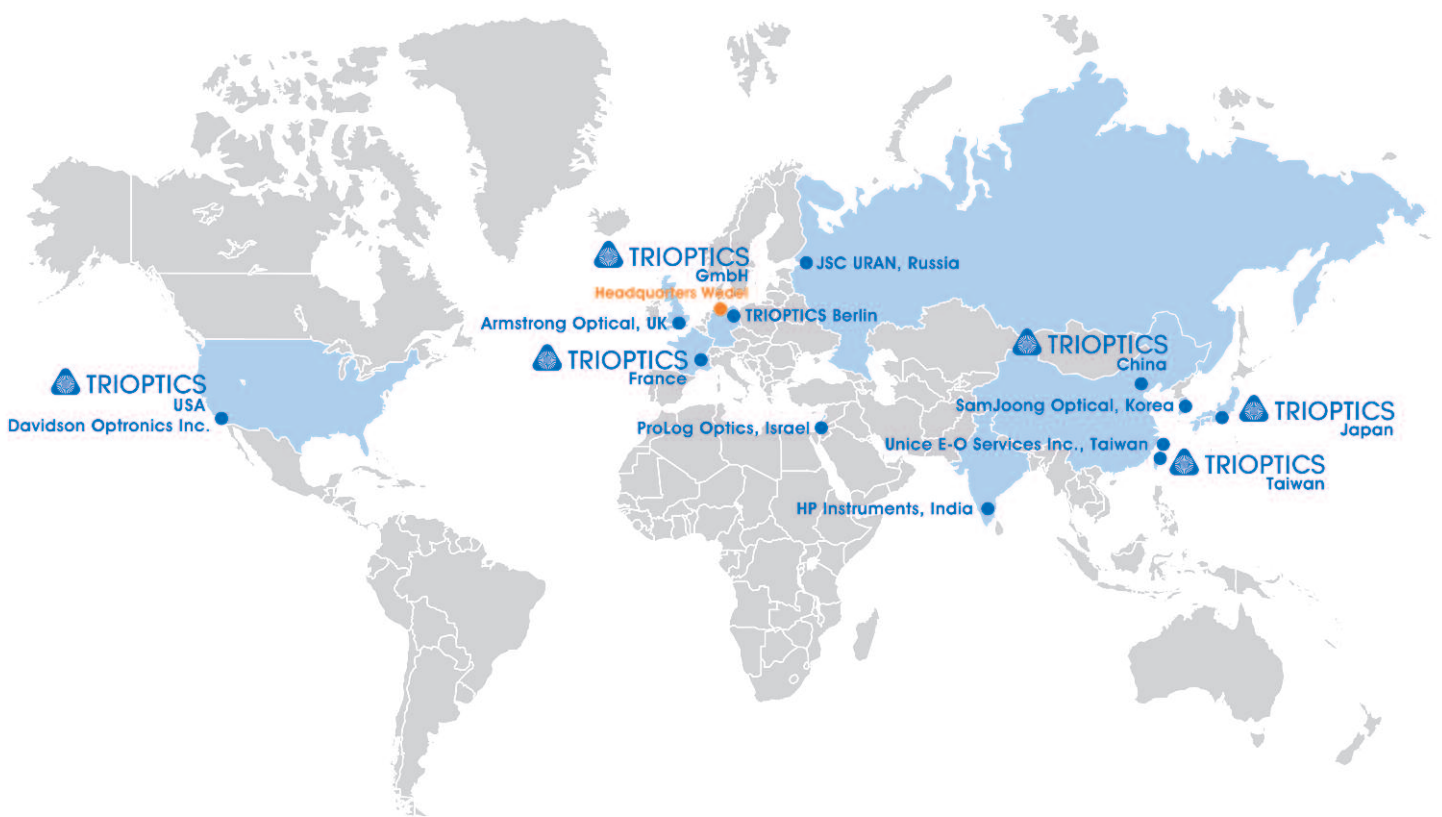 TRIOPTICS
GmbH
Headquarters Wedel
JSC URAN, Russia
Armstrong Optical, UK
TRIOPTICS Berlin
TRIOPTICS
France
TRIOPTICS
China
TRIOPTICS
USA
Davidson Optronics Inc.
SamJoong Optical, Korea
TRIOPTICS
Japan
ProLog Optics, Israel
Unice E-O Services Inc., Taiwan
TRIOPTICS
Taiwan
HP Instruments, India